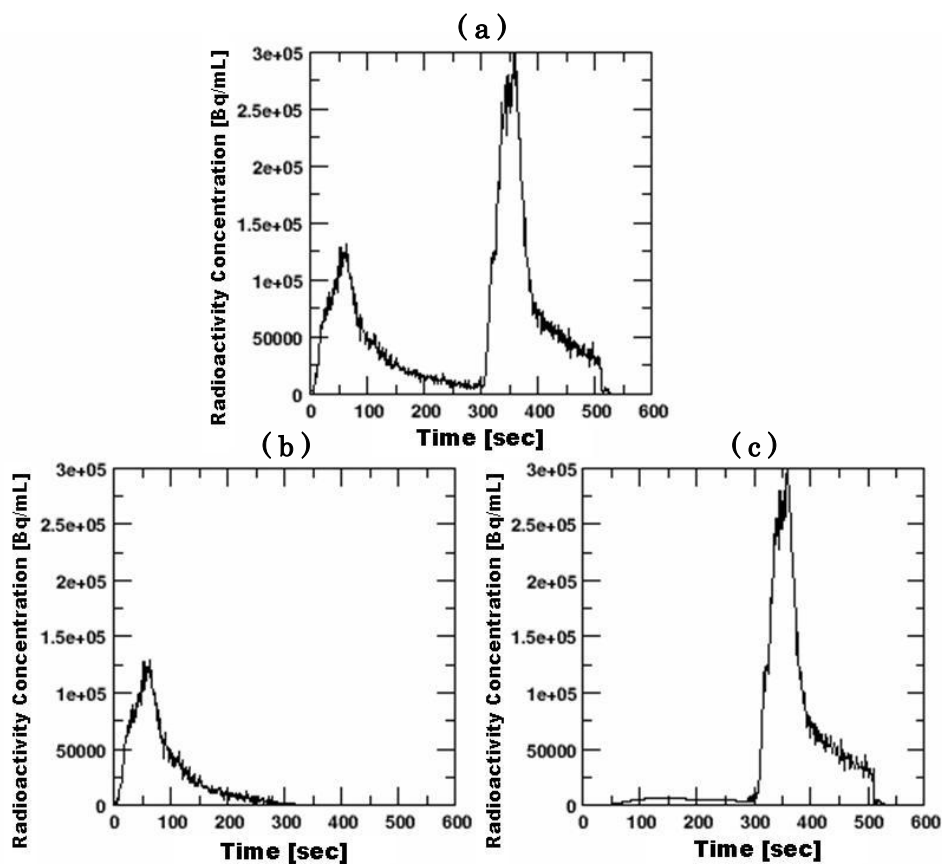 (a)
Radioactivity Concentration [Bq/mL]
3e+05
2.5e+05
2e+05
1.5e+05
1e+05
50000
0
0 100 200 300 400 500 600
Time [sec]
(b)
Radioactivity Concentration [Bq/mL]
3e+05
2.5e+05
2e+05
1.5e+05
1e+05
50000
0
0 100 200 300 400 500 600
Time [sec]
(c)
Radioactivity Concentration [Bq/mL]
3e+05
2.5e+05
2e+05
1.5e+05
1e+05
50000
0
0 100 200 300 400 500 600
Time [sec]